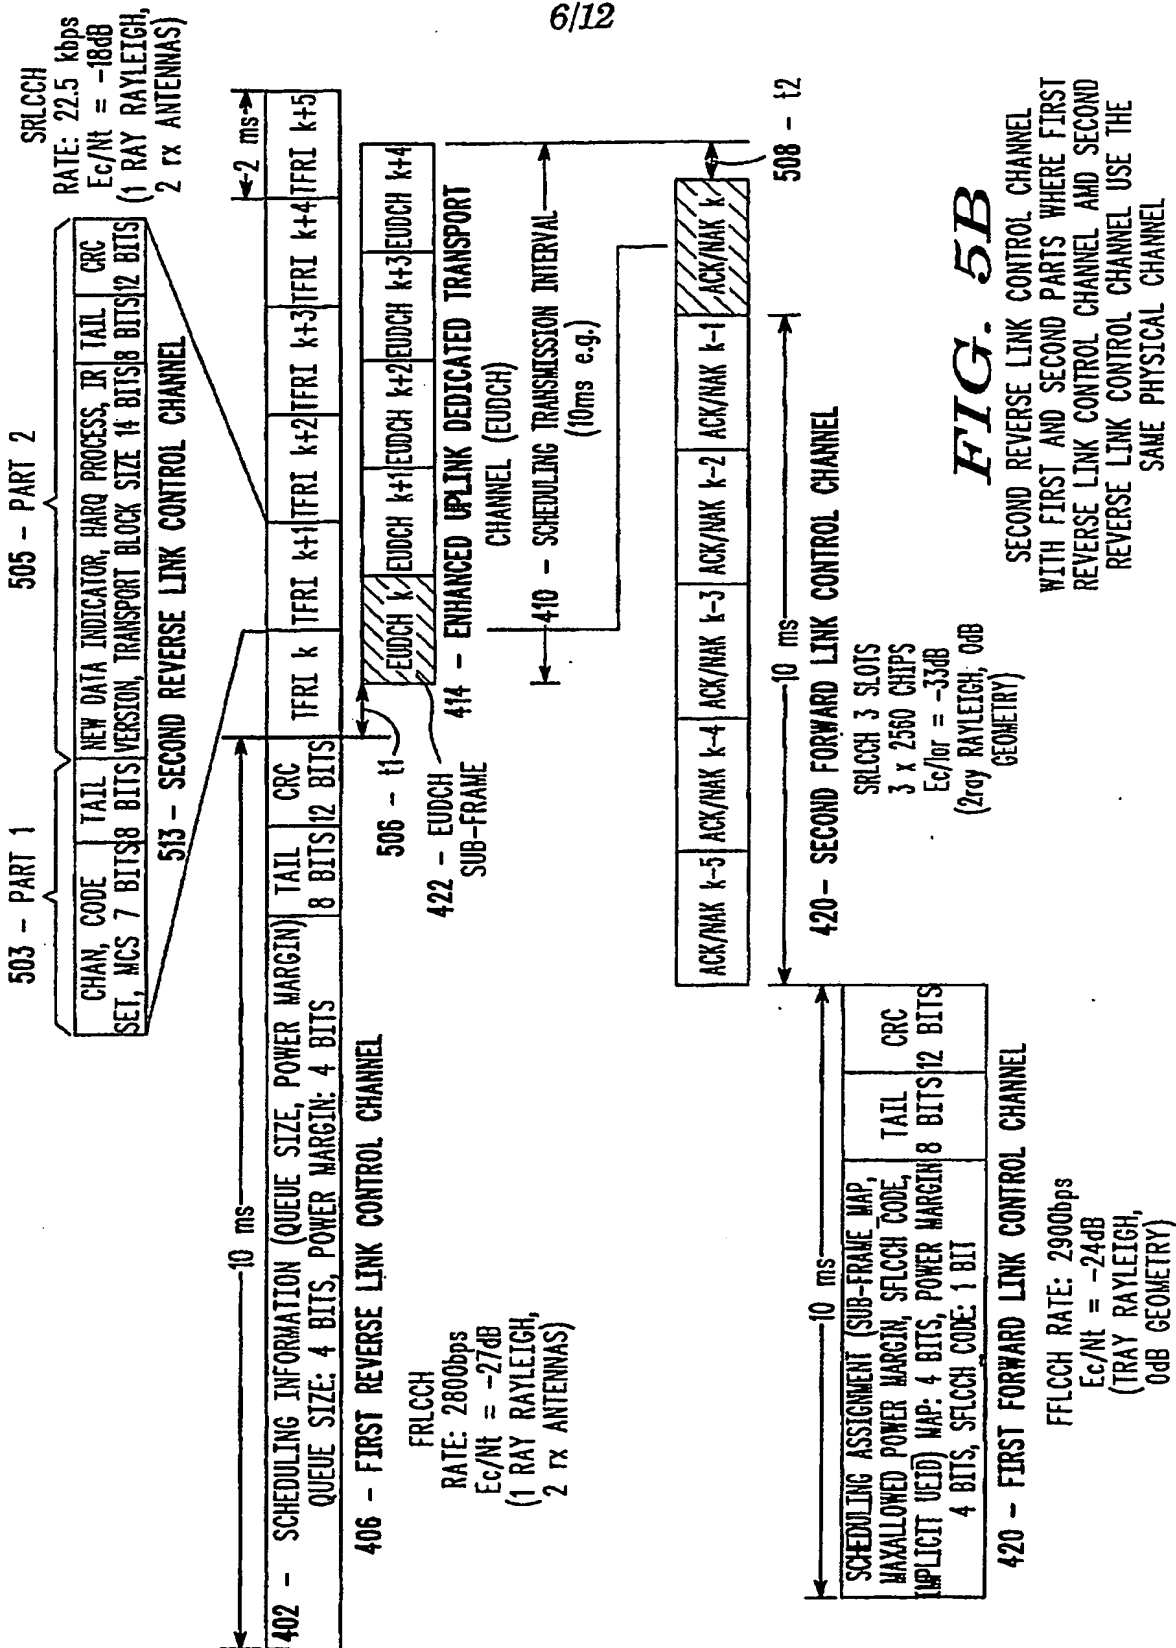 6/12
503 - PART 1
505 - PART 2
CHAN, CODE
SET, MCS 7 BITS
TAIL
8 BITS
NEW DATA INDICATOR, HARQ PROCESS, IR
VERSION, TRANSPORT BLOCK SIZE 14 BITS
TAIL
8 BITS
CRC
12 BITS
513 - SECOND REVERSE LINK CONTROL CHANNEL
SRLCCH
RATE: 22.5 kbps
Ec/Nt = -18dB
(1 RAY RAYLEIGH,
2 rx ANTENNAS)
10 ms
2 ms
402 - SCHEDULING INFORMATION (QUEUE SIZE, POWER MARGIN)
QUEUE SIZE: 4 BITS, POWER MARGIN: 4 BITS
TAIL
8 BITS
CRC
12 BITS
TFRI k
TFRI k+1
TFRI k+2
TFRI k+3
TFRI k+4
TFRI k+5
406 - FIRST REVERSE LINK CONTROL CHANNEL
FRLCCH
RATE: 2800bps
Ec/Nt = -27dB
(1 RAY RAYLEIGH,
2 rx ANTENNAS)
506 - t1
422 - EUDCH
SUB-FRAME
EUDCH k
EUDCH k+1
EUDCH k+2
EUDCH k+3
EUDCH k+4
414 - ENHANCED UPLINK DEDICATED TRANSPORT
CHANNEL (EUDCH)
410 - SCHEDULING TRANSMISSION INTERVAL
(10ms e.g.)
ACK/NAK k-5
ACK/NAK k-4
ACK/NAK k-3
ACK/NAK k-2
ACK/NAK k-1
ACK/NAK k
508 - t2
10 ms
420 - SECOND FORWARD LINK CONTROL CHANNEL
SRLCCH 3 SLOTS
3 x 2560 CHIPS
Ec/Ior = -33dB
(2ray RAYLEIGH, 0dB
GEOMETRY)
10 ms
SCHEDULING ASSIGNMENT (SUB-FRAME MAP,
MAXALLOWED POWER MARGIN, SFLCCH CODE,
IMPLICIT UEID) MAP: 4 BITS, POWER MARGIN
4 BITS, SFLCCH CODE: 1 BIT
TAIL
8 BITS
CRC
12 BITS
420 - FIRST FORWARD LINK CONTROL CHANNEL
FFLCCH RATE: 2900bps
Ec/Nt = -24dB
(TRAY RAYLEIGH,
0dB GEOMETRY)
FIG. 5B
SECOND REVERSE LINK CONTROL CHANNEL
WITH FIRST AND SECOND PARTS WHERE FIRST
REVERSE LINK CONTROL CHANNEL AMD SECOND
REVERSE LINK CONTROL CHANNEL USE THE
SAME PHYSICAL CHANNEL